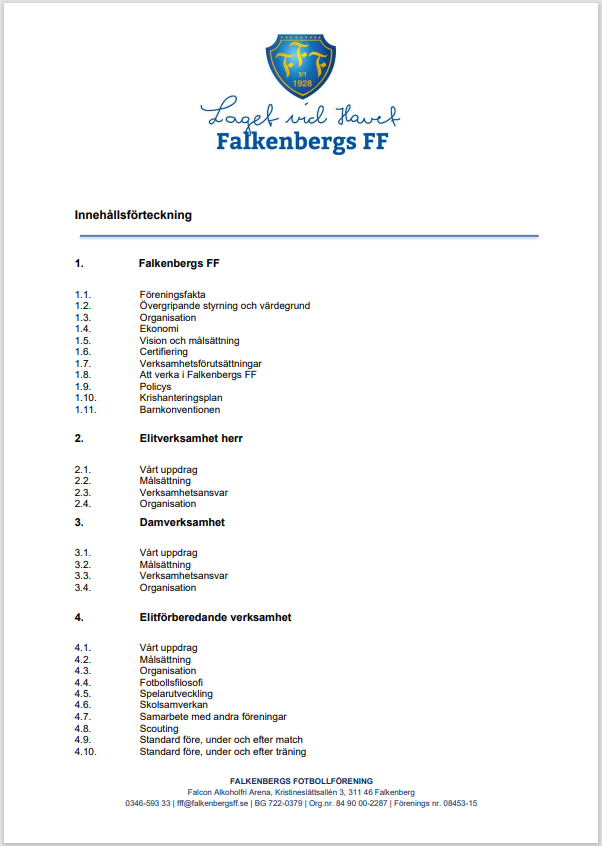 FFF
3/1
1928
Laget vid Havet
Falkenbergs FF
Innehållsförteckning
1. Falkenbergs FF
1.1. Föreningsfakta
1.2. Övergripande styrning och värdegrund
1.3. Organisation
1.4. Ekonomi
1.5. Vision och målsättning
1.6. Certifiering
1.7. Verksamhetsförutsättningar
1.8. Att verka i Falkenbergs FF
1.9. Policys
1.10. Krishanteringsplan
1.11. Barnkonventionen
2. Elitverksamhet herr
2.1. Vårt uppdrag
2.2. Målsättning
2.3. Verksamhetsansvar
2.4. Organisation
3. Damverksamhet
3.1. Vårt uppdrag
3.2. Målsättning
3.3. Verksamhetsansvar
3.4. Organisation
4. Elitförberedande verksamhet
4.1. Vårt uppdrag
4.2. Målsättning
4.3. Organisation
4.4. Fotbollsfilosofi
4.5. Spelarutveckling
4.6. Skolsamverkan
4.7. Samarbete med andra föreningar
4.8. Scouting
4.9. Standard före, under och efter match
4.10. Standard före, under och efter träning
FALKENBERGS FOTBOLLFÖRENING
Falcon Alkoholfri Arena, Kristineslättsallén 3, 311 46 Falkenberg
0346-593 33 | fff@falkenbergsff.se | BG 722-0379 | Org.nr. 84 90 00-2287 | Förenings nr. 08453-15